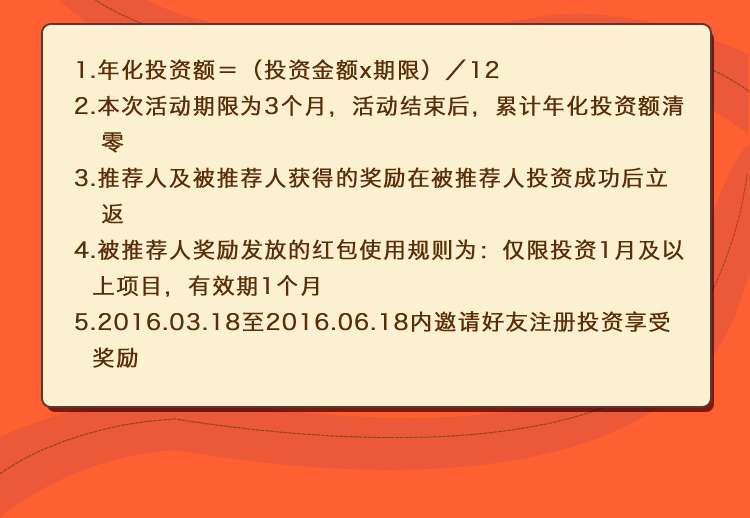 1.年化投资额＝（投资金额x期限）／12
2.本次活动期限为3个月，活动结束后，累计年化投资额清
零
3.推荐人及被推荐人获得的奖励在被推荐人投资成功后立
返
4.被推荐人奖励发放的红包使用规则为：仅限投资1月及以
上项目，有效期1个月
5.2016.03.18至2016.06.18内邀请好友注册投资享受
奖励